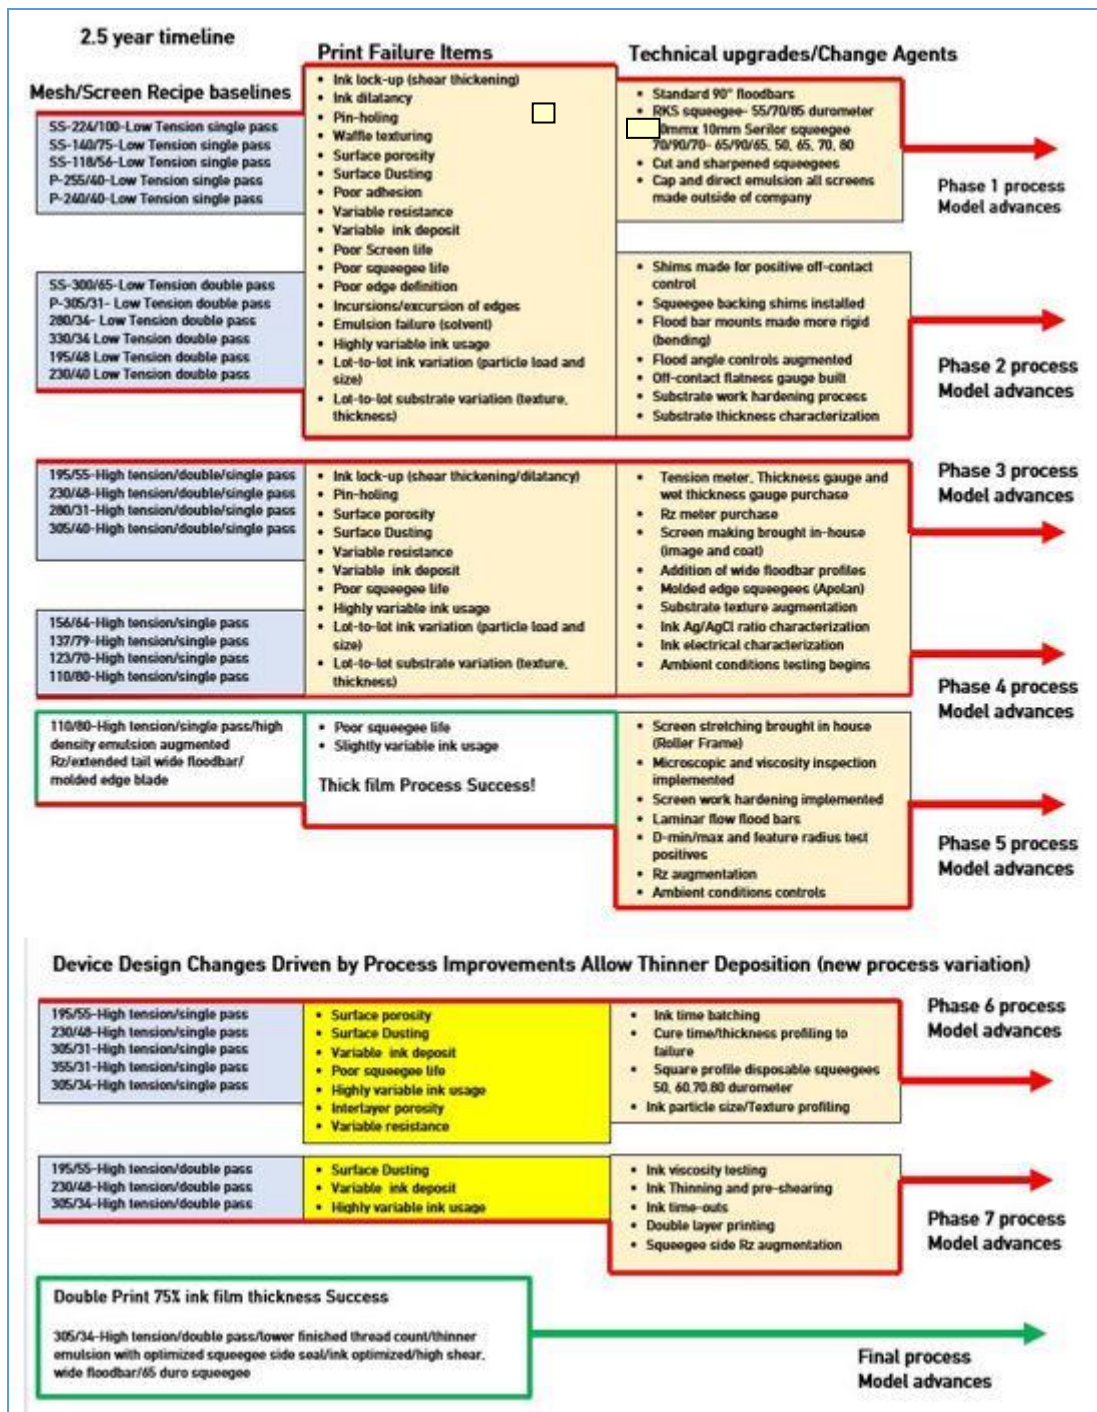 2.5 year timeline
Print Failure Items
Technical upgrades/Change Agents
Mesh/Screen Recipe baselines
SS-224/100-Low Tension single pass
SS-140/75-Low Tension single pass
SS-118/56-Low Tension single pass
P-255/40-Low Tension single pass
P-240/40-Low Tension single pass
SS-300/65-Low Tension double pass
P-305/31- Low Tension double pass
280/34- Low Tension double pass
330/34 Low Tension double pass
195/48 Low Tension double pass
230/40 Low Tension double pass
• Ink lock-up (shear thickening)
• Ink dilatancy
• Pin-holing
• Waffle texturing
• Surface porosity
• Surface Dusting
• Poor adhesion
• Variable resistance
• Variable ink deposit
• Poor Screen life
• Poor squeegee life
• Poor edge definition
• Incursions/excursion of edges
• Emulsion failure (solvent)
• Highly variable ink usage
• Lot-to-lot ink variation (particle load and
size)
• Lot-to-lot substrate variation (texture,
thickness)
• Standard 90° floodbars
• RKS squeegee- 55/70/85 durometer
0mmx 10mm Serilor squeegee
70/90/70- 65/90/65, 50, 65, 70, 80
• Cut and sharpened squeegees
• Cap and direct emulsion all screens
made outside of company
Phase 1 process
Model advances
• Shims made for positive off-contact
control
• Squeegee backing shims installed
• Flood bar mounts made more rigid
(bending)
• Flood angle controls augmented
• Off-contact flatness gauge built
• Substrate work hardening process
• Substrate thickness characterization
Phase 2 process
Model advances
195/55-High tension/double/single pass
230/48-High tension/double/single pass
280/31-High tension/double/single pass
305/40-High tension/double/single pass
156/64-High tension/single pass
137/79-High tension/single pass
123/70-High tension/single pass
110/80-High tension/single pass
• Ink lock-up (shear thickening/dilatancy)
• Pin-holing
• Surface porosity
• Surface Dusting
• Variable resistance
• Variable ink deposit
• Poor squeegee life
• Highly variable ink usage
• Lot-to-lot ink variation (particle load and
size)
• Lot-to-lot substrate variation (texture,
thickness)
• Tension meter, Thickness gauge and
wet thickness gauge purchase
• Rz meter purchase
• Screen making brought in-house
(image and coat)
• Addition of wide floodbar profiles
• Molded edge squeegees (Apolan)
• Substrate texture augmentation
• Ink Ag/AgCl ratio characterization
• Ink electrical characterization
• Ambient conditions testing begins
Phase 3 process
Model advances
Phase 4 process
Model advances
110/80-High tension/single pass/high
density emulsion augmented
Rz/extended tail wide floodbar/
molded edge blade
• Poor squeegee life
• Slightly variable ink usage
Thick film Process Success!
• Screen stretching brought in house
(Roller Frame)
• Microscopic and viscosity inspection
implemented
• Screen work hardening implemented
• Laminar flow flood bars
• D-min/max and feature radius test
positives
• Rz augmentation
• Ambient conditions controls
Phase 5 process
Model advances
Device Design Changes Driven by Process Improvements Allow Thinner Deposition (new process variation)
195/55-High tension/single pass
230/48-High tension/single pass
305/31-High tension/single pass
355/31-High tension/single pass
305/34-High tension/single pass
• Surface porosity
• Surface Dusting
• Variable ink deposit
• Poor squeegee life
• Highly variable ink usage
• Interlayer porosity
• Variable resistance
• Ink time batching
• Cure time/thickness profiling to
failure
• Square profile disposable squeegees
50, 60,70,80 durometer
• Ink particle size/Texture profiling
Phase 6 process
Model advances
195/55-High tension/double pass
230/48-High tension/double pass
305/34-High tension/double pass
• Surface Dusting
• Variable ink deposit
• Highly variable ink usage
• Ink viscosity testing
• Ink Thinning and pre-shearing
• Ink time-outs
• Double layer printing
• Squeegee side Rz augmentation
Phase 7 process
Model advances
Double Print 75% ink film thickness Success
305/34-High tension/double pass/lower finished thread count/thinner
emulsion with optimized squeegee side seal/ink optimized/high shear,
wide floodbar/65 duro squeegee
Final process
Model advances